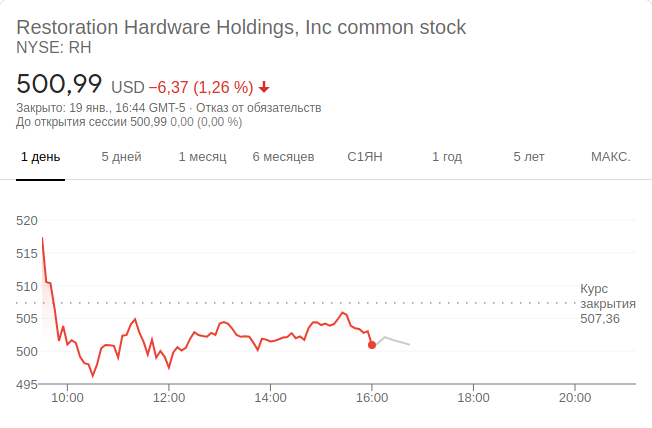 Restoration Hardware Holdings, Inc common stock
NYSE: RH
500,99 USD −6,37 (1,26 %)
Закрыто: 19 янв., 16:44 GMT-5 · Отказ от обязательств
До открытия сессии 500,99 0,00 (0,00 %)
1 день 5 дней 1 месяц 6 месяцев С1ЯН 1 год 5 лет МАКС.
520
515
510
505
500
495
Курс
закрытия
507,36
10:00 12:00 14:00 16:00 18:00 20:00